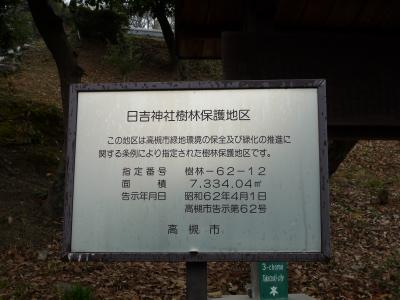 日吉神社樹林保護地区
この地区は高槻市緑地環境の保全及び緑化の推進に
関する条例により指定された樹林保護地区です。
指定番号 樹林-62-12
面積 7,334.04㎡
告示年月日 昭和62年4月1日
高槻市告示第62号
高槻市
3-chome